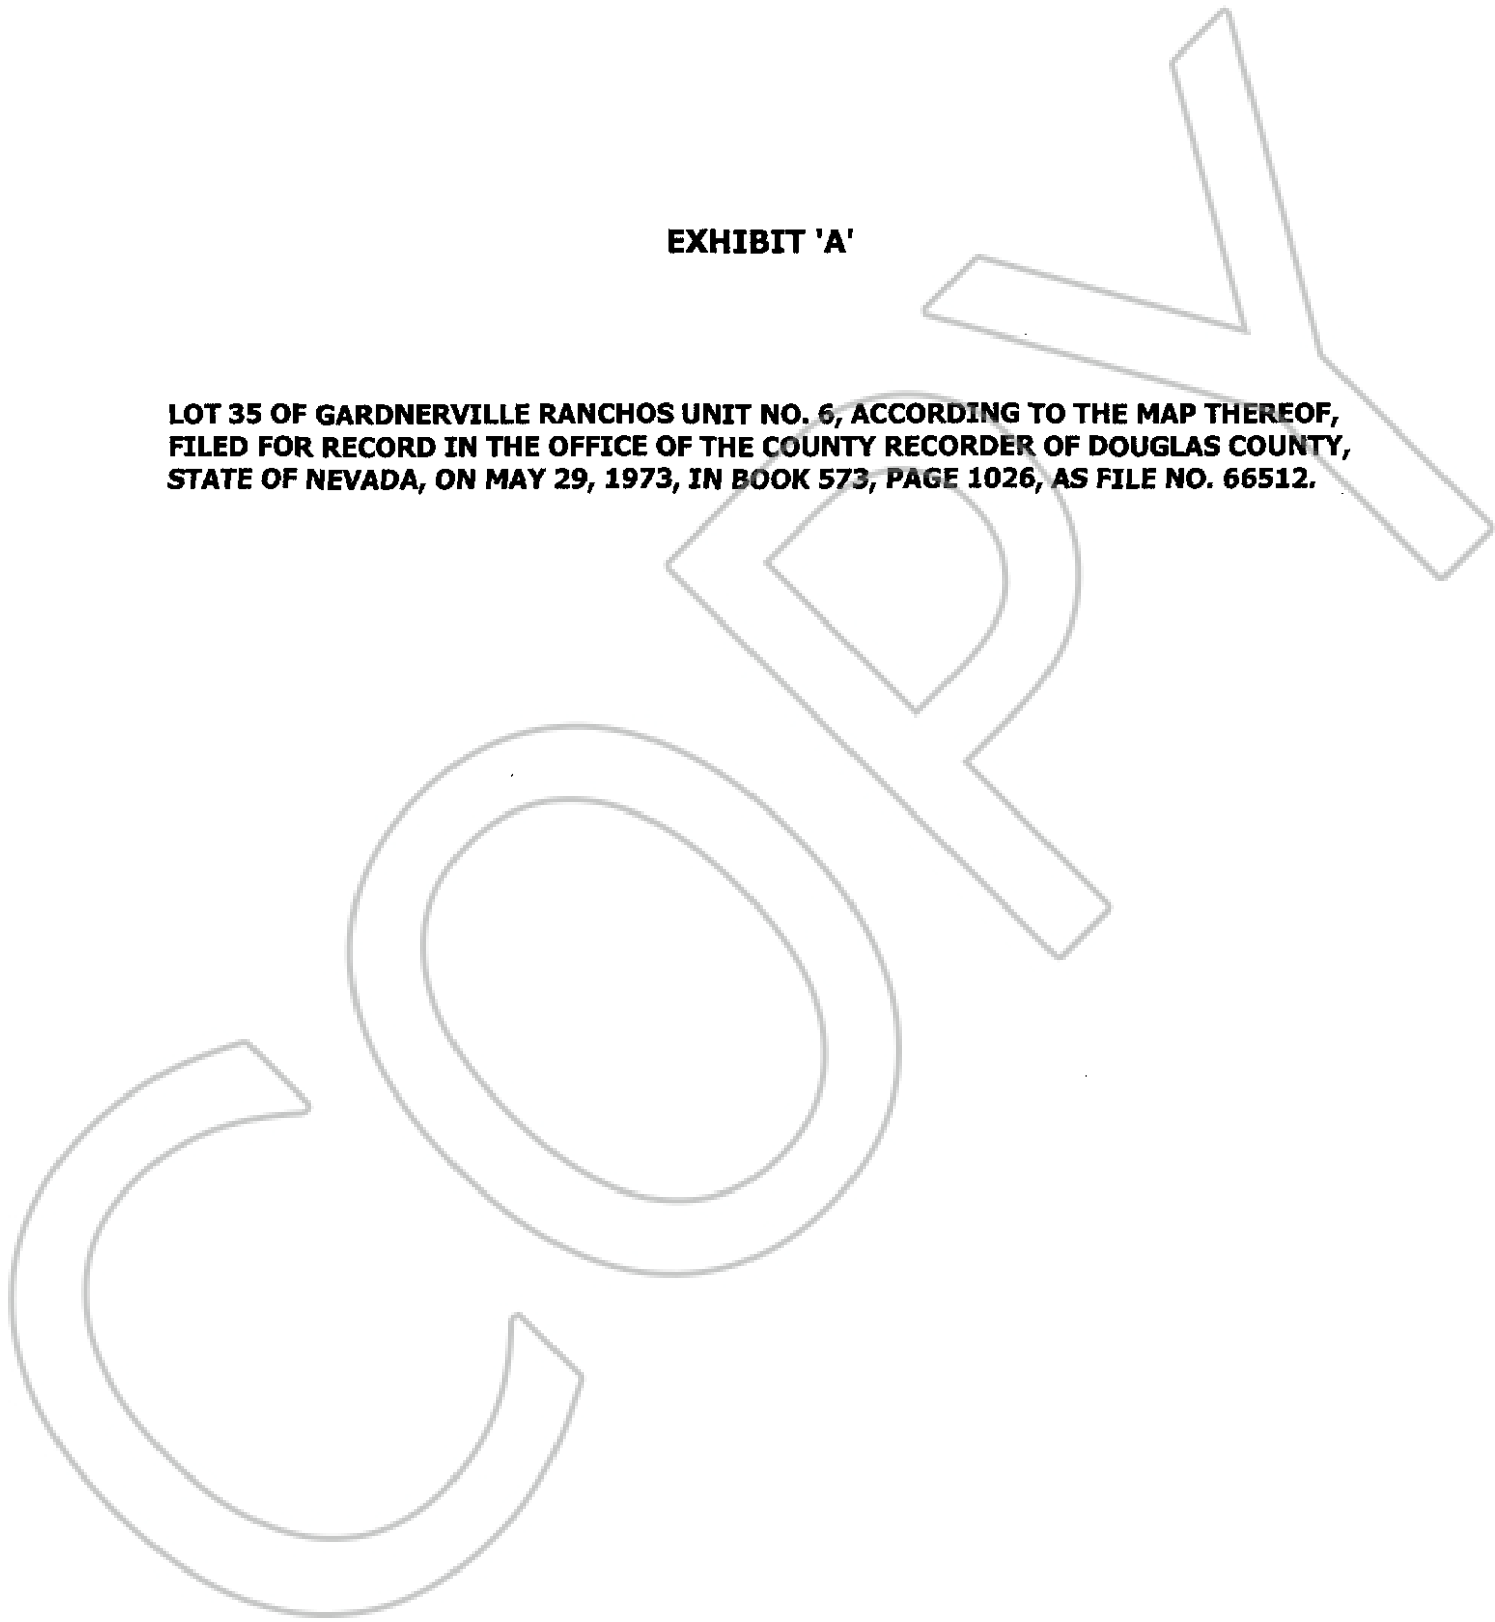 EXHIBIT 'A'
LOT 35 OF GARDNERVILLE RANCHOS UNIT NO. 6, ACCORDING TO THE MAP THEREOF,
FILED FOR RECORD IN THE OFFICE OF THE COUNTY RECORDER OF DOUGLAS COUNTY,
STATE OF NEVADA, ON MAY 29, 1973, IN BOOK 573, PAGE 1026, AS FILE NO. 66512.
COPY